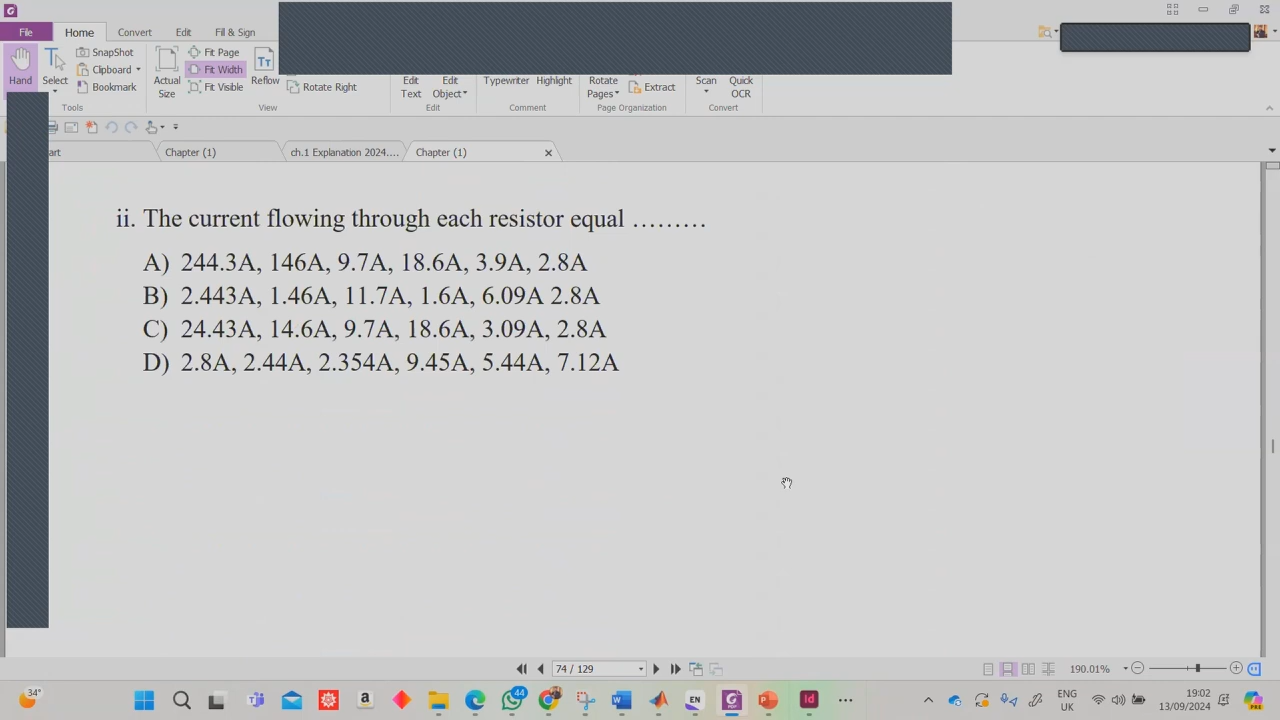 File Home Convert Edit Fill & Sign
SnapShot Fit Page
Hand Select Clipboard Actual Size Fit Width Reflow Edit Text Edit Object Typewriter Highlight Rotate Pages Extract Scan Quick OCR
Bookmark Fit Visible Rotate Right
Tools View Edit Comment Page Organization Convert
art Chapter (1) ch.1 Explanation 2024.... Chapter (1)
ii. The current flowing through each resistor equal ………
A) 244.3A, 146A, 9.7A, 18.6A, 3.9A, 2.8A
B) 2.443A, 1.46A, 11.7A, 1.6A, 6.09A 2.8A
C) 24.43A, 14.6A, 9.7A, 18.6A, 3.09A, 2.8A
D) 2.8A, 2.44A, 2.354A, 9.45A, 5.44A, 7.12A
74 / 129 190.01%
34° 44 EN ENG 19:02
UK 13/09/2024